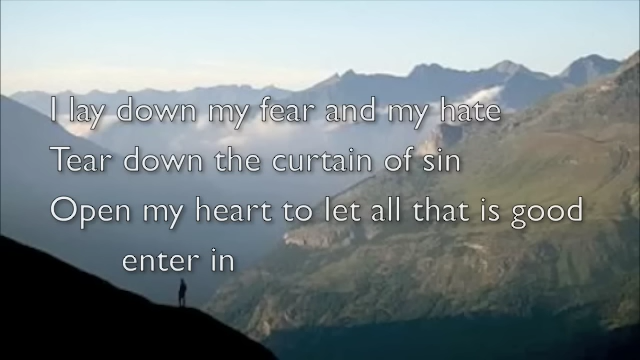 I lay down my fear and my hate
Tear down the curtain of sin
Open my heart to let all that is good
enter in